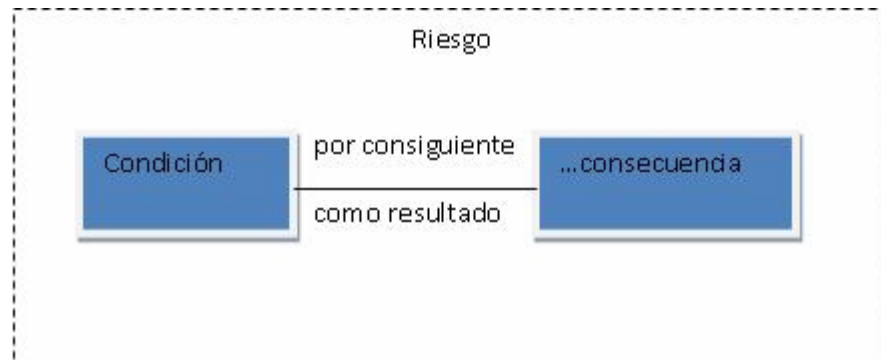 Riesgo
Condición
por consiguiente
...consecuencia
como resultado